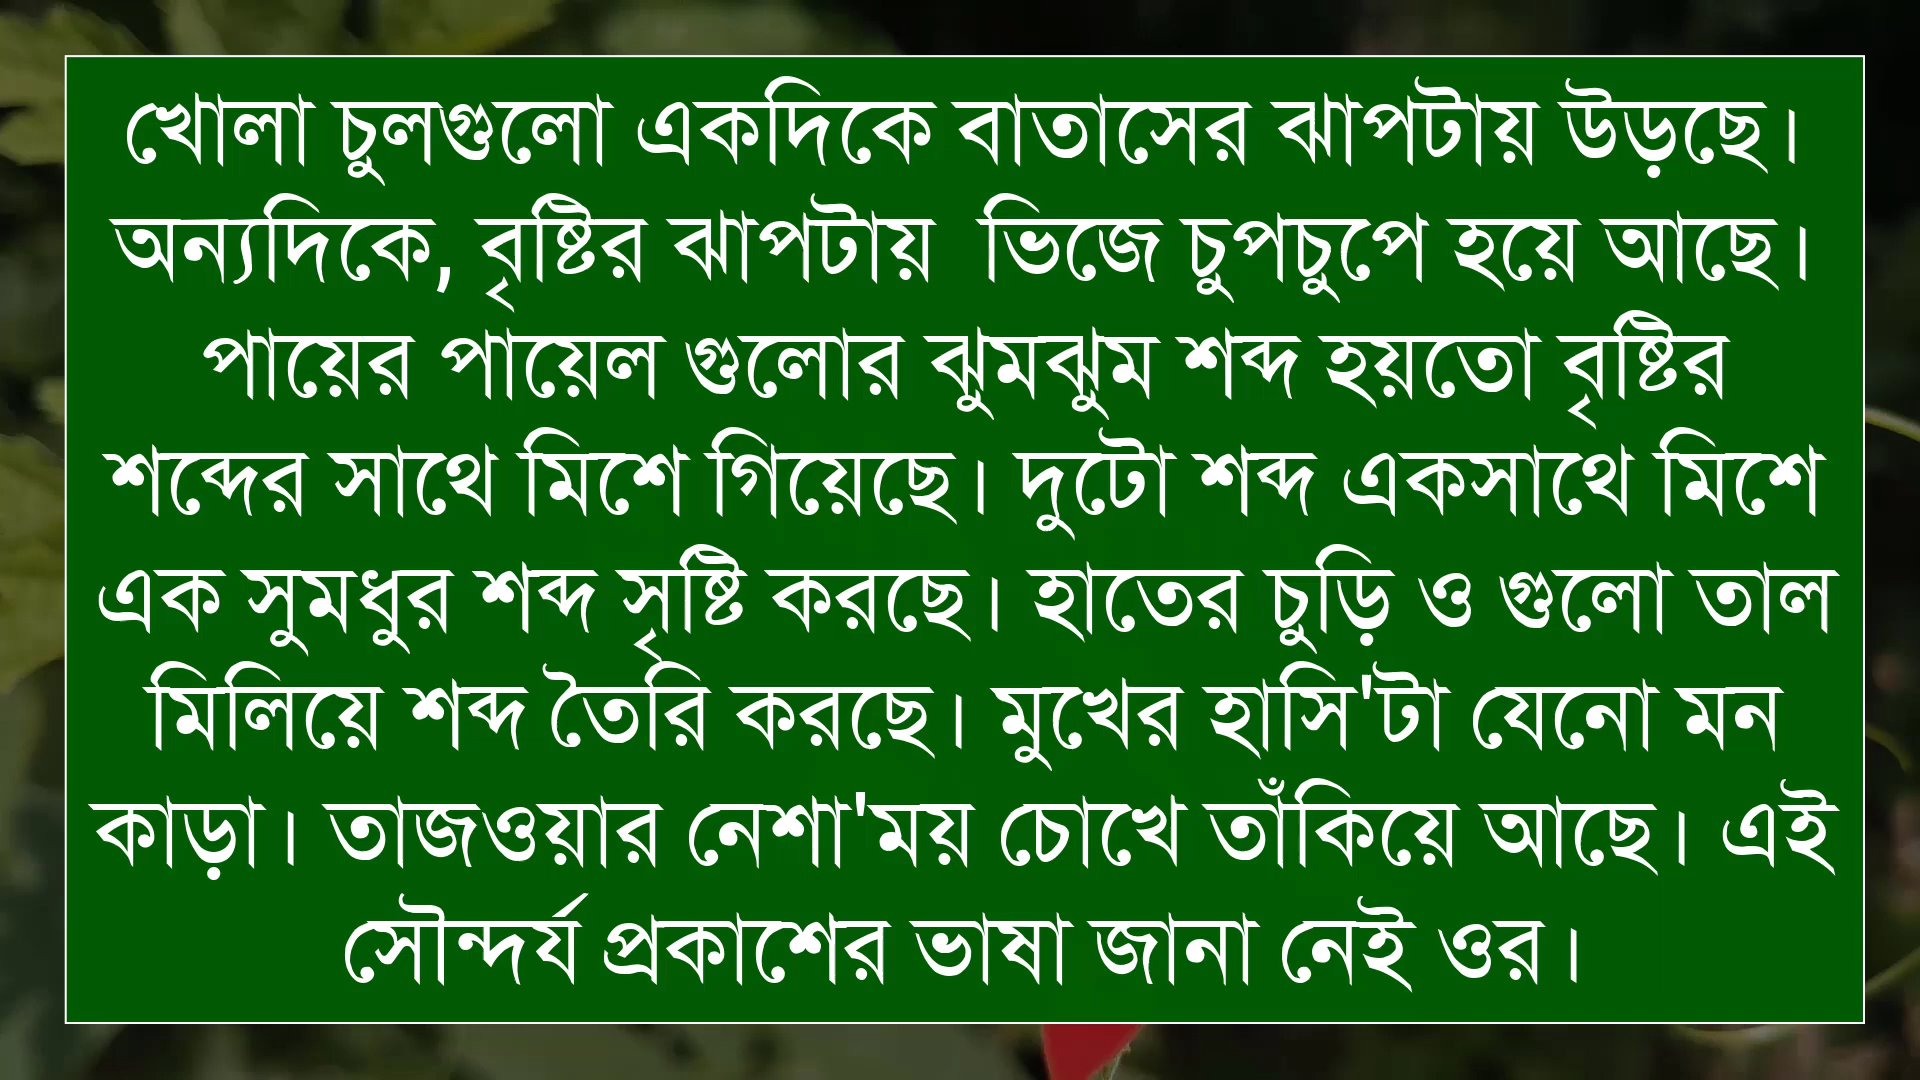 খোলা চুলগুলো একদিকে বাতাসের ঝাপটায় উড়ছে।
অন্যদিকে, বৃষ্টির ঝাপটায়  ভিজে চুপচুপে হয়ে আছে।
পায়ের পায়েল গুলোর ঝুমঝুম শব্দ হয়তো বৃষ্টির
শব্দের সাথে মিশে গিয়েছে। দুটো শব্দ একসাথে মিশে
এক সুমধুর শব্দ সৃষ্টি করছে। হাতের চুড়ি ও গুলো তাল
মিলিয়ে শব্দ তৈরি করছে। মুখের হাসি'টা যেনো মন
কাড়া। তাজওয়ার নেশা'ময় চোখে তাঁকিয়ে আছে। এই
সৌন্দর্য প্রকাশের ভাষা জানা নেই ওর।